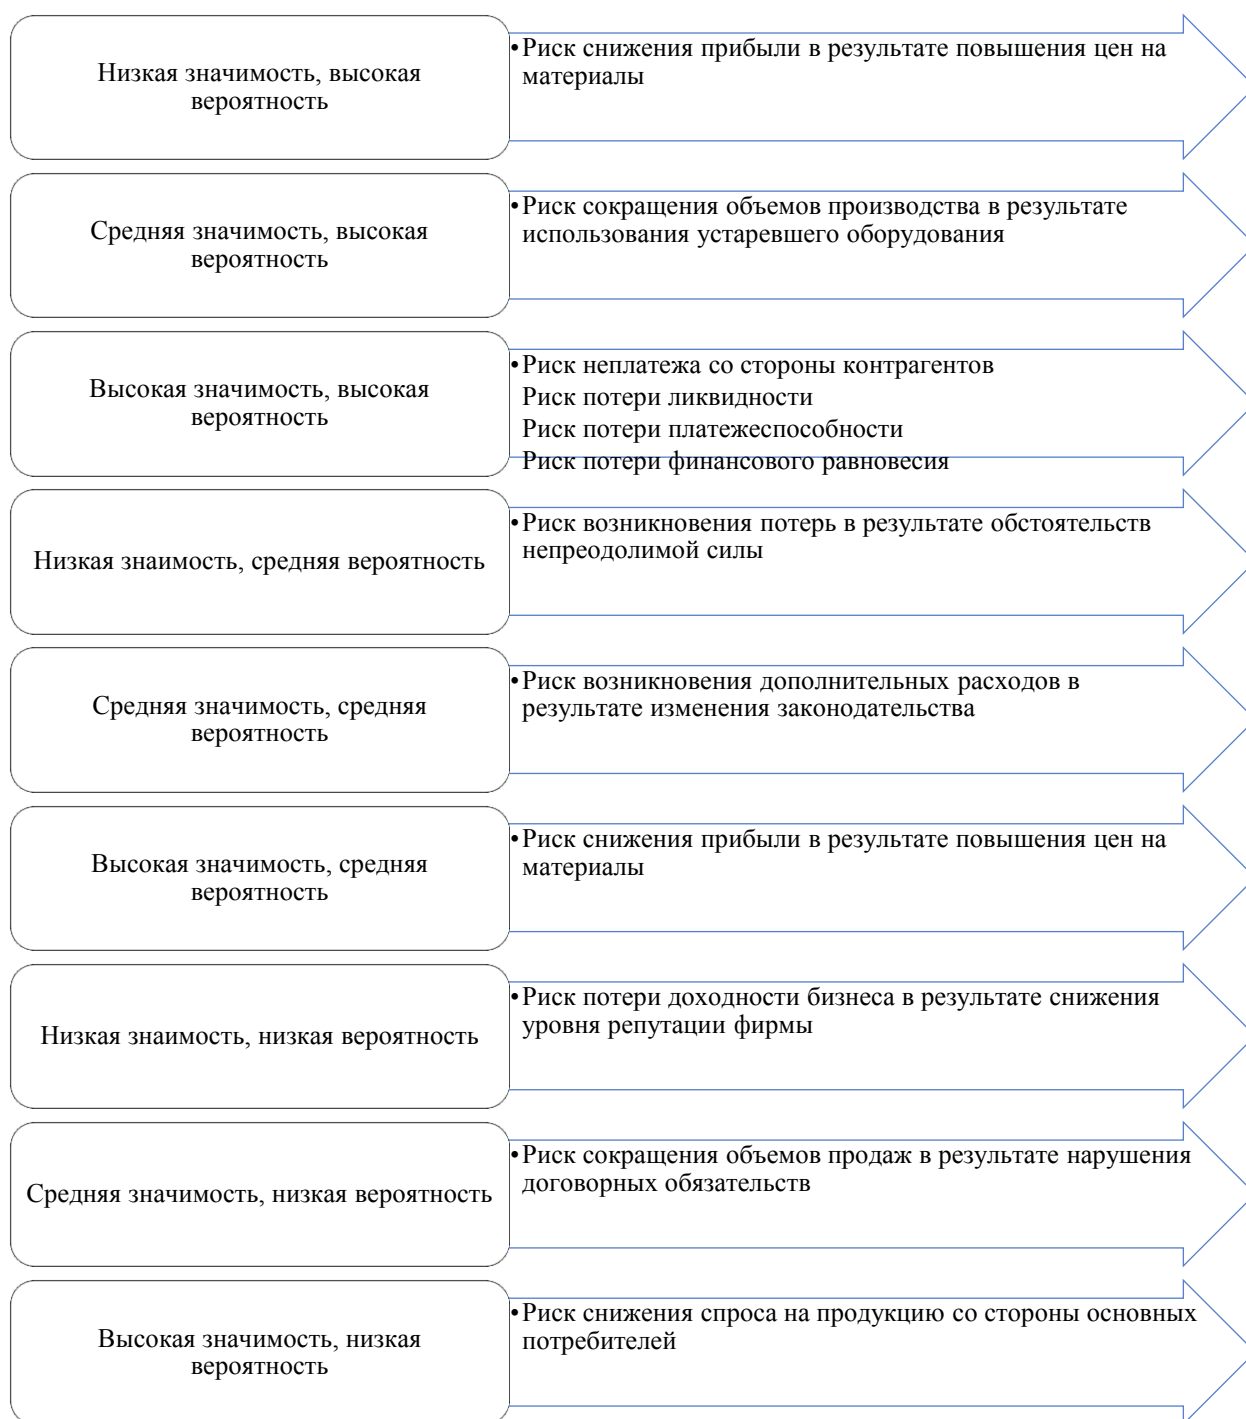 Низкая значимость, высокая
вероятность
•Риск снижения прибыли в результате повышения цен на
материалы
Средняя значимость, высокая
вероятность
•Риск сокращения объемов производства в результате
использования устаревшего оборудования
Высокая значимость, высокая
вероятность
•Риск неплатежа со стороны контрагентов
Риск потери ликвидности
Риск потери платежеспособности
Риск потери финансового равновесия
Низкая знаимость, средняя вероятность
•Риск возникновения потерь в результате обстоятельств
непреодолимой силы
Средняя значимость, средняя
вероятность
•Риск возникновения дополнительных расходов в
результате изменения законодательства
Высокая значимость, средняя
вероятность
•Риск снижения прибыли в результате повышения цен на
материалы
Низкая знаимость, низкая вероятность
•Риск потери доходности бизнеса в результате снижения
уровня репутации фирмы
Средняя значимость, низкая вероятность
•Риск сокращения объемов продаж в результате нарушения
договорных обязательств
Высокая значимость, низкая
вероятность
•Риск снижения спроса на продукцию со стороны основных
потребителей